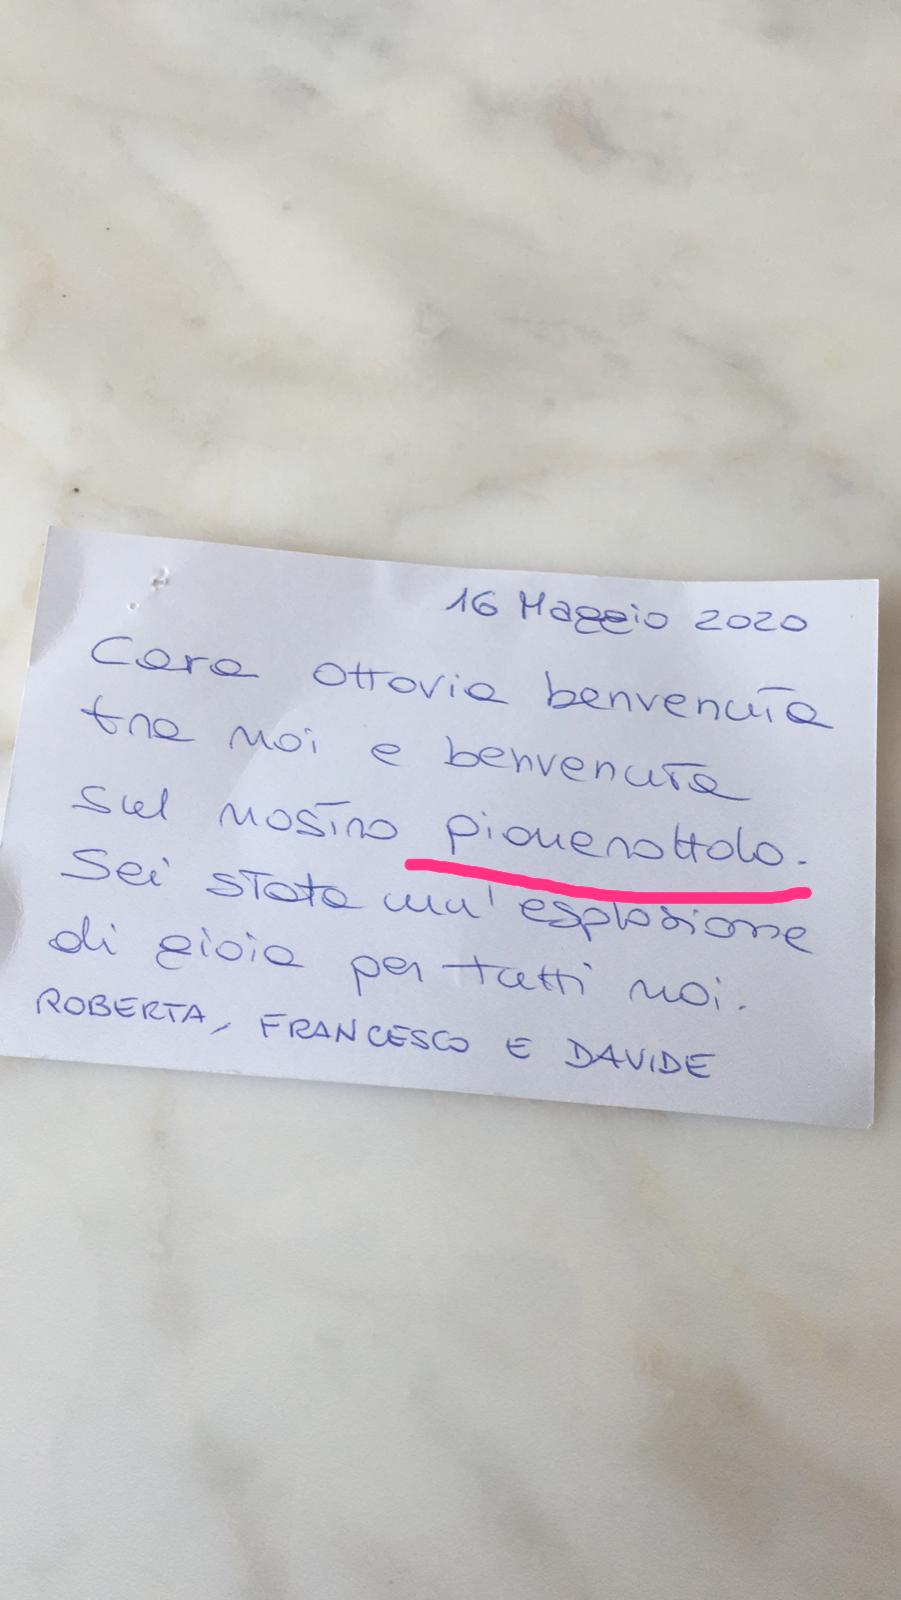 16 Maggio 2020
Cara Ottavia benvenuta
tra noi e benvenuta
sul nostro pianerottolo.
Sei stata un'esplosione
di gioia per tutti noi.
ROBERTA, FRANCESCO E DAVIDE